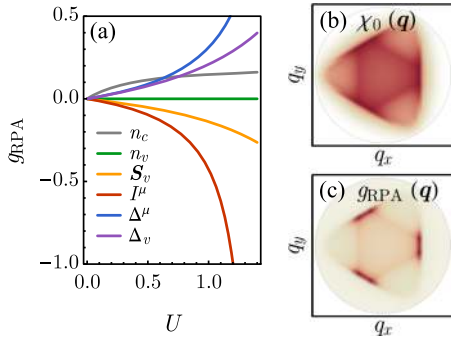 (a)
0.5
0.0
−0.5
−1.0
g_RPA
n_c
n_v
S_v
I^μ
Δ^μ
Δ_v
0.0 0.5 1.0
U
(b) χ_0 (q)
q_y
q_x
(c) g_RPA (q)
q_y
q_x